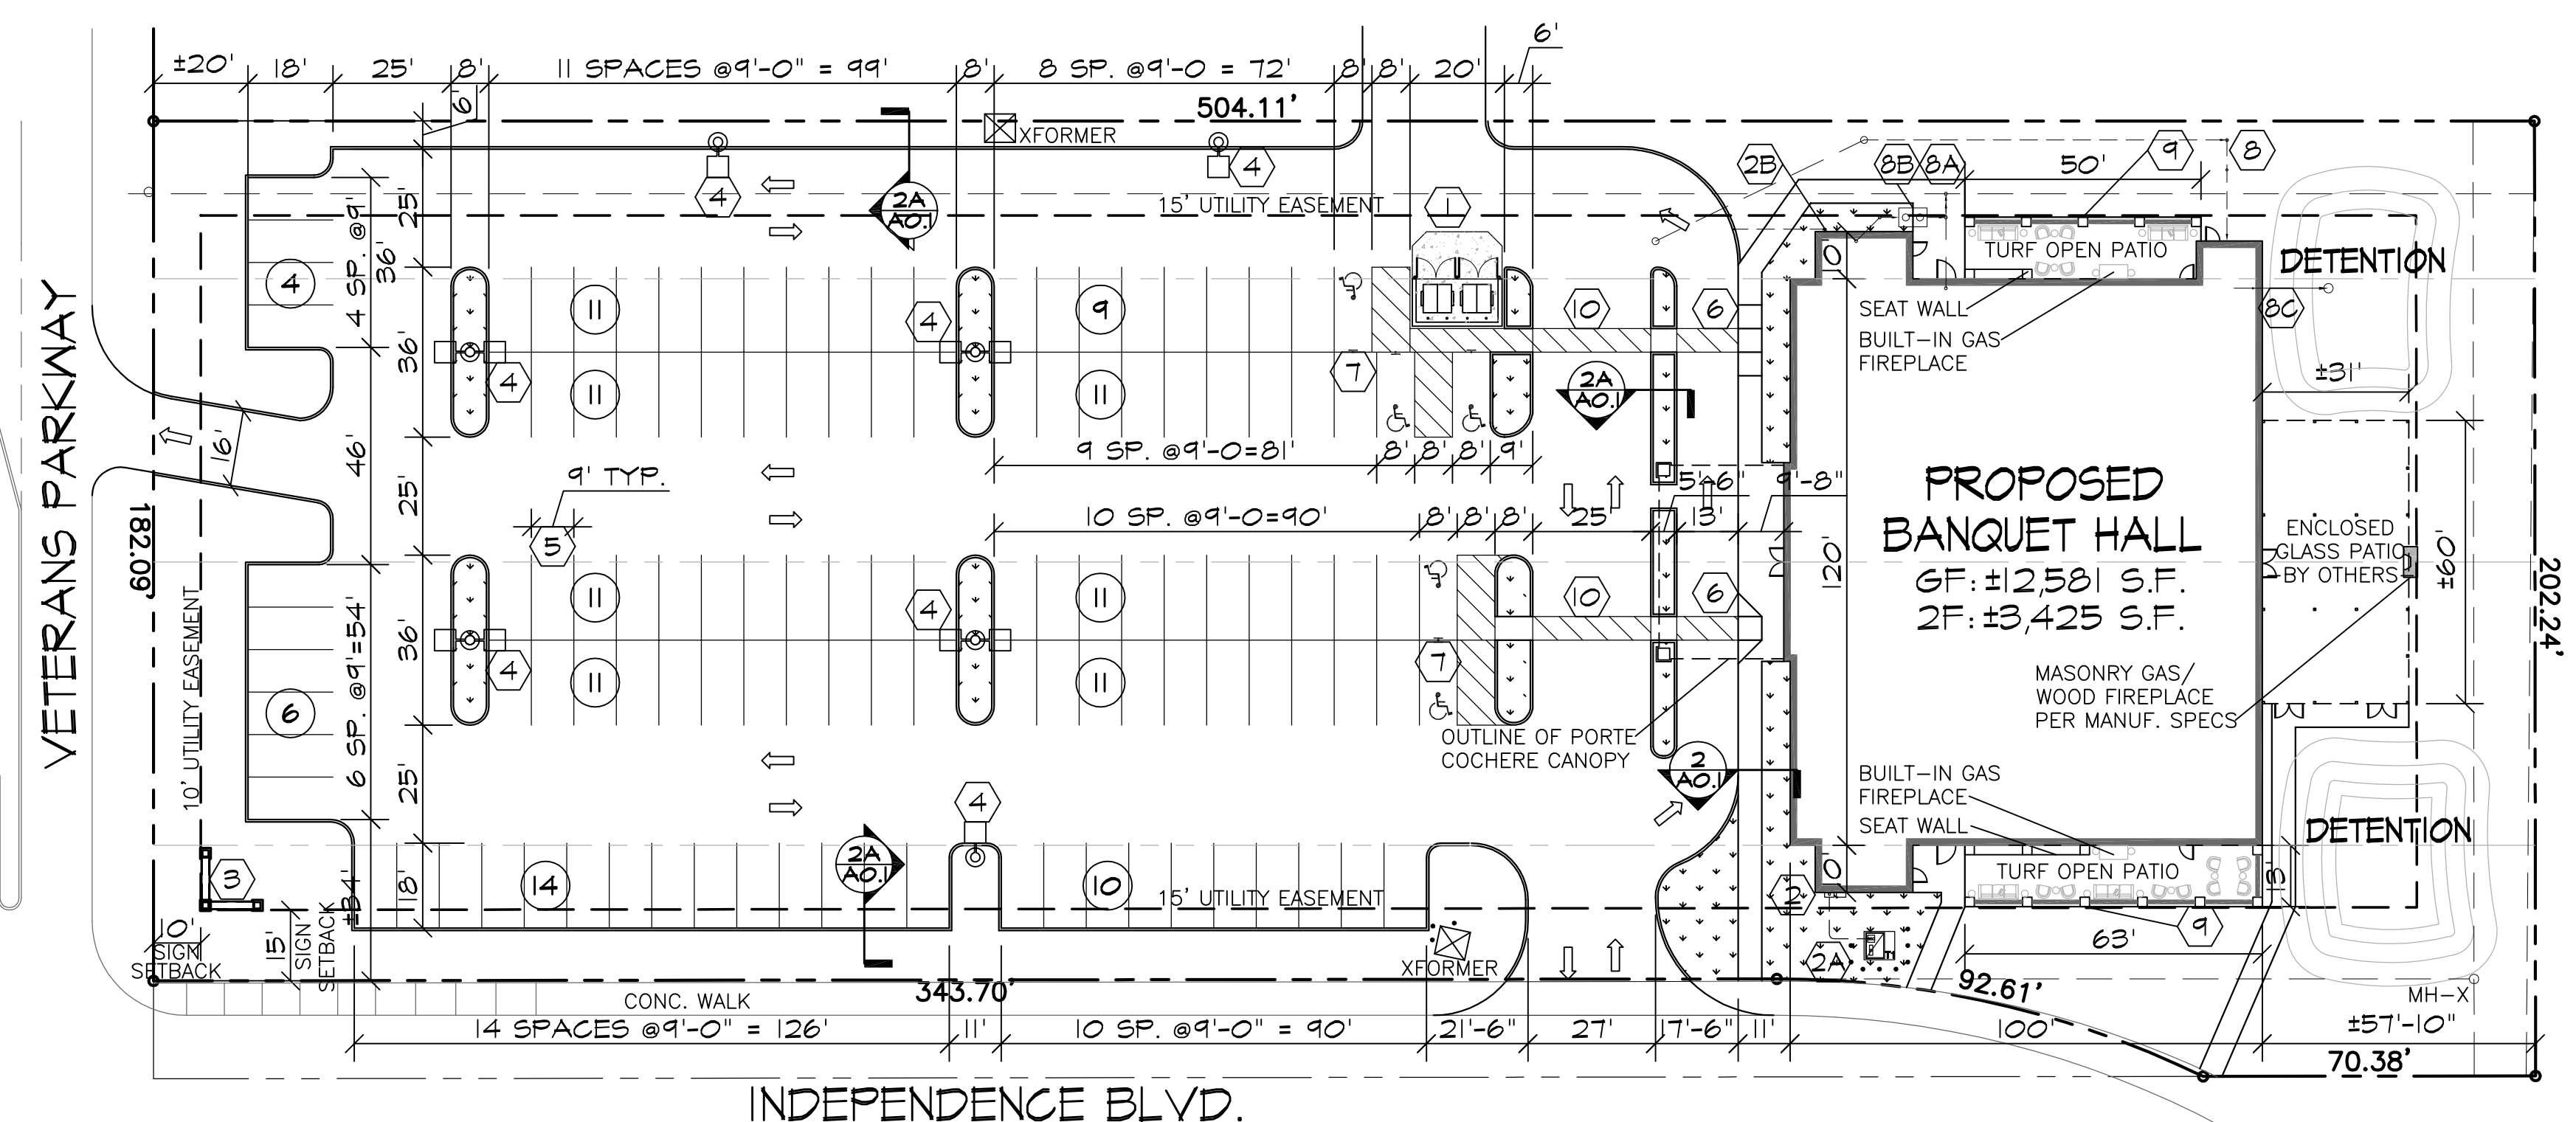 6'
±20'
18'
25'
8'
11 SPACES @9'-0" = 99'
8'
8 SP. @9'-0 = 72'
8'
8'
20'
6'
504.11'
XFORMER
4
4
2A
A0.1
15' UTILITY EASEMENT
1
2B
8B
8A
50'
9
8
4 SP. @9'
36'
25'
4
TURF OPEN PATIO
DETENTION
10'
SEAT WALL
BUILT-IN GAS
FIREPLACE
8C
±31'
11
4
9
10
6
36'
4
11
11
7
2A
A0.1
VETERANS PARKWAY
16'
46'
9 SP. @9'-0=81'
8'
8'
8'
9'
9' TYP.
5
25'
5'-6"
9'-8"
10 SP. @9'-0=90'
8'
8'
8'
25'
13'
182.09'
120'
PROPOSED
BANQUET HALL
GF: ±12,581 S.F.
2F: ±3,425 S.F.
ENCLOSED
GLASS PATIO
BY OTHERS
±60'
202.24'
11
4
11
10
6
36'
4
11
11
7
10' UTILITY EASEMENT
6 SP. @9'=54'
6
MASONRY GAS/
WOOD FIREPLACE
PER MANUF. SPECS
OUTLINE OF PORTE
COCHERE CANOPY
2
A0.1
25'
4
BUILT-IN GAS
FIREPLACE
SEAT WALL
DETENTION
3
±34'
18'
14
2A
A0.1
10
15' UTILITY EASEMENT
10'
2
TURF OPEN PATIO
13'
10'
SIGN
SETBACK
15'
SIGN
SETBACK
XFORMER
2A
63'
9
343.70'
92.61'
MH-X
CONC. WALK
14 SPACES @9'-0" = 126'
11'
10 SP. @9'-0" = 90'
21'-6"
27'
17'-6"
11'
100'
±57'-10"
70.38'
INDEPENDENCE BLVD.